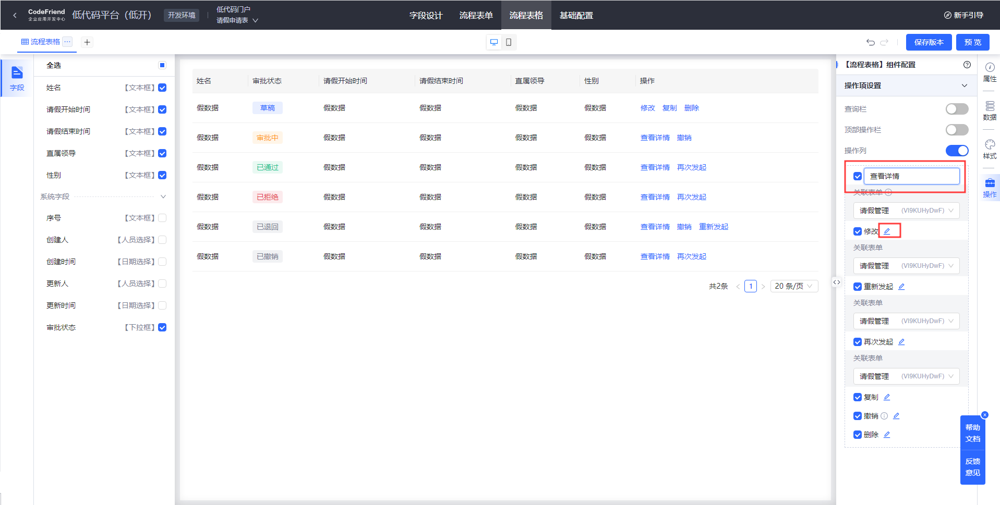 CodeFriend
企业应用开发中心
低代码平台（低开）
开发环境
低代码门户
请假申请表
字段设计
流程表单
流程表格
基础配置
新手引导
流程表格
保存版本
预 览
字段
全选
姓名 【文本框】
请假开始时间 【文本框】
请假结束时间 【文本框】
直属领导 【文本框】
性别 【文本框】
系统字段
序号 【文本框】
创建人 【人员选择】
创建时间 【日期选择】
更新人 【人员选择】
更新时间 【日期选择】
审批状态 【下拉框】
姓名 审批状态 请假开始时间 请假结束时间 直属领导 性别 操作
假数据 草稿 假数据 假数据 假数据 假数据 修改 复制 删除
假数据 审批中 假数据 假数据 假数据 假数据 查看详情 撤销
假数据 已通过 假数据 假数据 假数据 假数据 查看详情 再次发起
假数据 已拒绝 假数据 假数据 假数据 假数据 查看详情 再次发起
假数据 已退回 假数据 假数据 假数据 假数据 查看详情 撤销 重新发起
假数据 已撤销 假数据 假数据 假数据 假数据 查看详情 再次发起
共2条 < 1 > 20 条/页
【流程表格】组件配置
操作项设置
查询栏
顶部操作栏
操作列
查看详情
关联表单
请假管理 (VI9KUHyDwF)
修改
关联表单
请假管理 (VI9KUHyDwF)
重新发起
关联表单
请假管理 (VI9KUHyDwF)
再次发起
关联表单
请假管理 (VI9KUHyDwF)
复制
撤销
删除
属性
数据
样式
操作
帮助
文档
反馈
意见